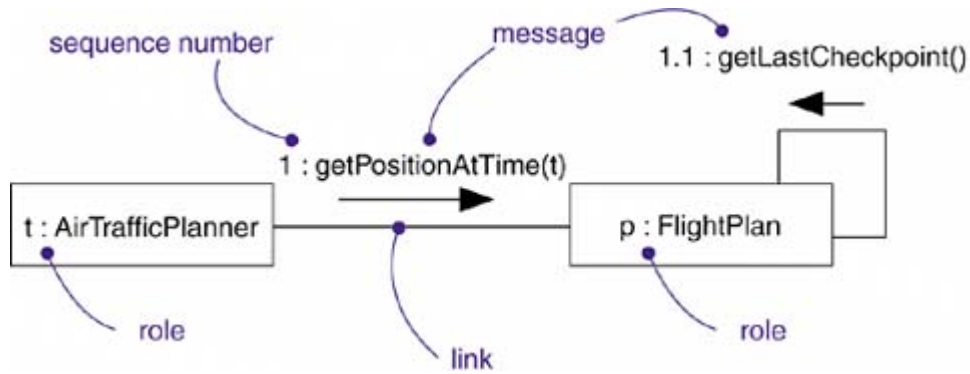 message
sequence number
1.1 : getLastCheckpoint()
1 : getPositionAtTime(t)
t : AirTrafficPlanner
p : FlightPlan
role
role
link